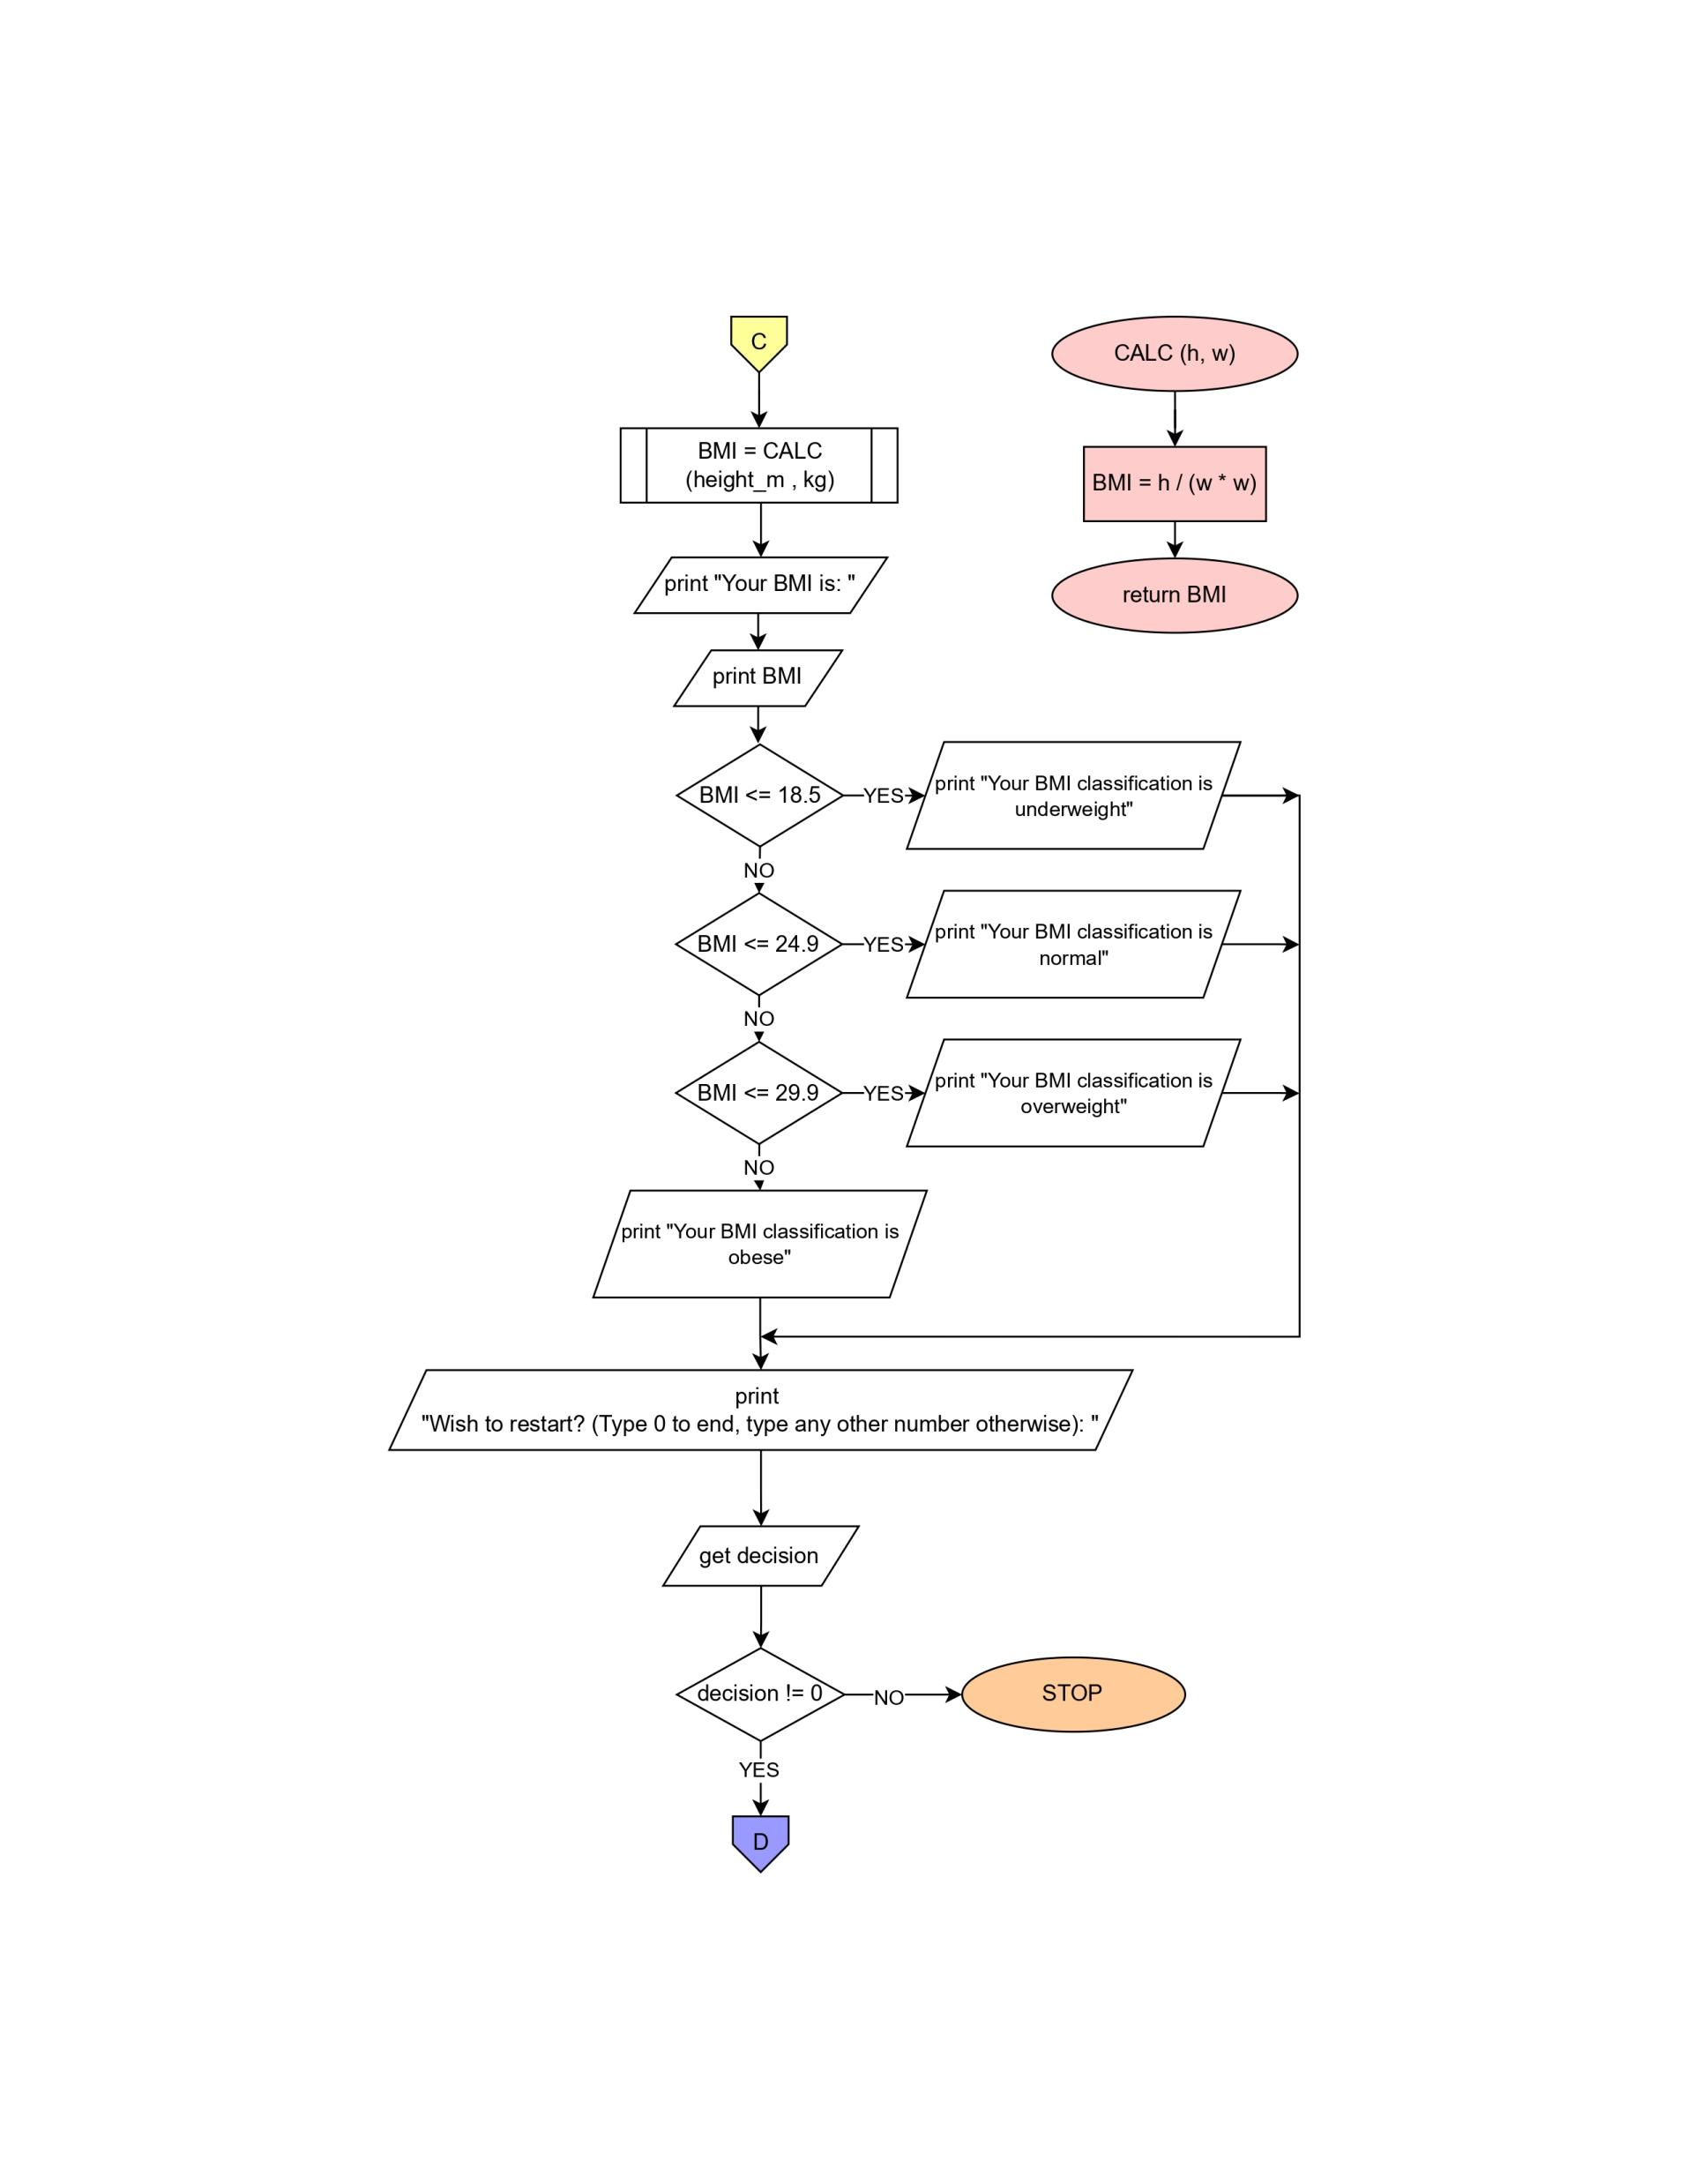 C
BMI = CALC
(height_m , kg)
print "Your BMI is: "
print BMI
BMI <= 18.5
YES
print "Your BMI classification is
underweight"
NO
BMI <= 24.9
YES
print "Your BMI classification is
normal"
NO
BMI <= 29.9
YES
print "Your BMI classification is
overweight"
NO
print "Your BMI classification is
obese"
print
"Wish to restart? (Type 0 to end, type any other number otherwise): "
get decision
decision != 0
NO
STOP
YES
D
CALC (h, w)
BMI = h / (w * w)
return BMI